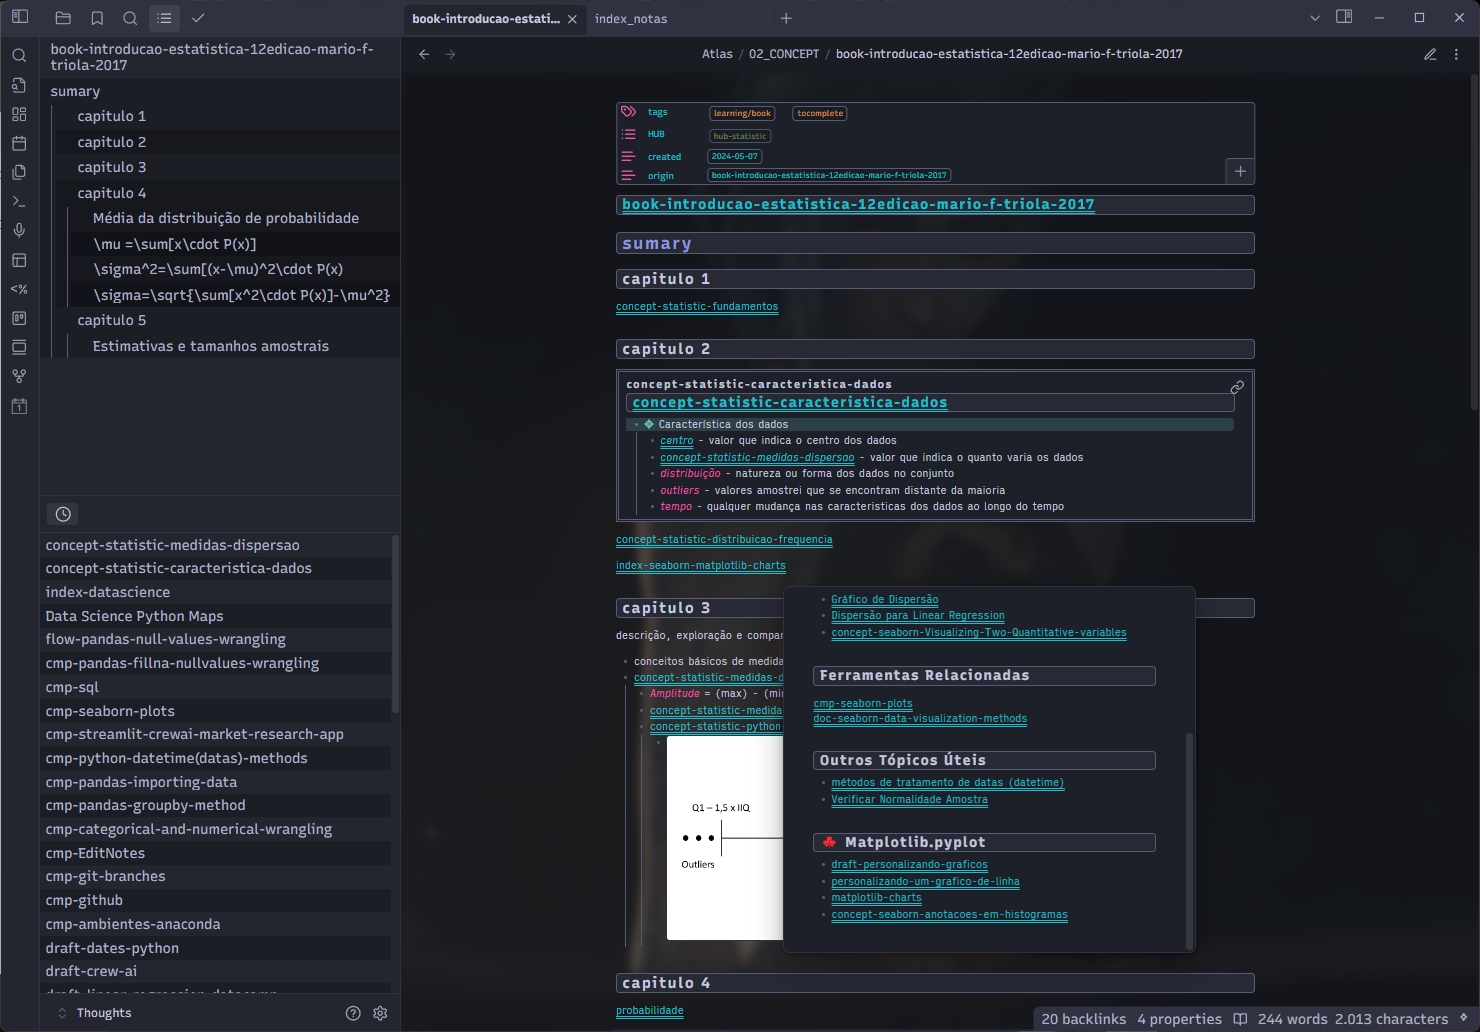 book-introducao-estati...
index_notas
book-introducao-estatistica-12edicao-mario-f-
triola-2017
sumary
capitulo 1
capitulo 2
capitulo 3
capitulo 4
Média da distribuição de probabilidade
\mu =\sum[x\cdot P(x)]
\sigma^2=\sum[(x-\mu)^2\cdot P(x)
\sigma=\sqrt{\sum[x^2\cdot P(x)]-\mu^2}
capitulo 5
Estimativas e tamanhos amostrais
concept-statistic-medidas-dispersao
concept-statistic-caracteristica-dados
index-datascience
Data Science Python Maps
flow-pandas-null-values-wrangling
cmp-pandas-fillna-nullvalues-wrangling
cmp-sql
cmp-seaborn-plots
cmp-streamlit-crewai-market-research-app
cmp-python-datetime(datas)-methods
cmp-pandas-importing-data
cmp-pandas-groupby-method
cmp-categorical-and-numerical-wrangling
cmp-EditNotes
cmp-git-branches
cmp-github
cmp-ambientes-anaconda
draft-dates-python
draft-crew-ai
Thoughts
Atlas / 02_CONCEPT / book-introducao-estatistica-12edicao-mario-f-triola-2017
tags learning/book tocomplete
HUB hub-statistic
created 2024-05-07
origin book-introducao-estatistica-12edicao-mario-f-triola-2017
book-introducao-estatistica-12edicao-mario-f-triola-2017
sumary
capitulo 1
concept-statistic-fundamentos
capitulo 2
concept-statistic-caracteristica-dados
concept-statistic-caracteristica-dados
Característica dos dados
centro - valor que indica o centro dos dados
concept-statistic-medidas-dispersao - valor que indica o quanto varia os dados
distribuição - natureza ou forma dos dados no conjunto
outliers - valores amostrei que se encontram distante da maioria
tempo - qualquer mudança nas caracteristicas dos dados ao longo do tempo
concept-statistic-distribuicao-frequencia
index-seaborn-matplotlib-charts
capitulo 3
descrição, exploração e compar
conceitos básicos de medida
concept-statistic-medidas-d
Amplitude = (max) - (mi
concept-statistic-medida
concept-statistic-python-
Q1 – 1,5 x IIQ
Outliers
Gráfico de Dispersão
Dispersão para Linear Regression
concept-seaborn-Visualizing-Two-Quantitative-variables
Ferramentas Relacionadas
cmp-seaborn-plots
doc-seaborn-data-visualization-methods
Outros Tópicos Úteis
métodos de tratamento de datas (datetime)
Verificar Normalidade Amostra
Matplotlib.pyplot
draft-personalizando-graficos
personalizando-um-grafico-de-linha
matplotlib-charts
concept-seaborn-anotacoes-em-histogramas
capitulo 4
probabilidade
20 backlinks 4 properties 244 words 2.013 characters